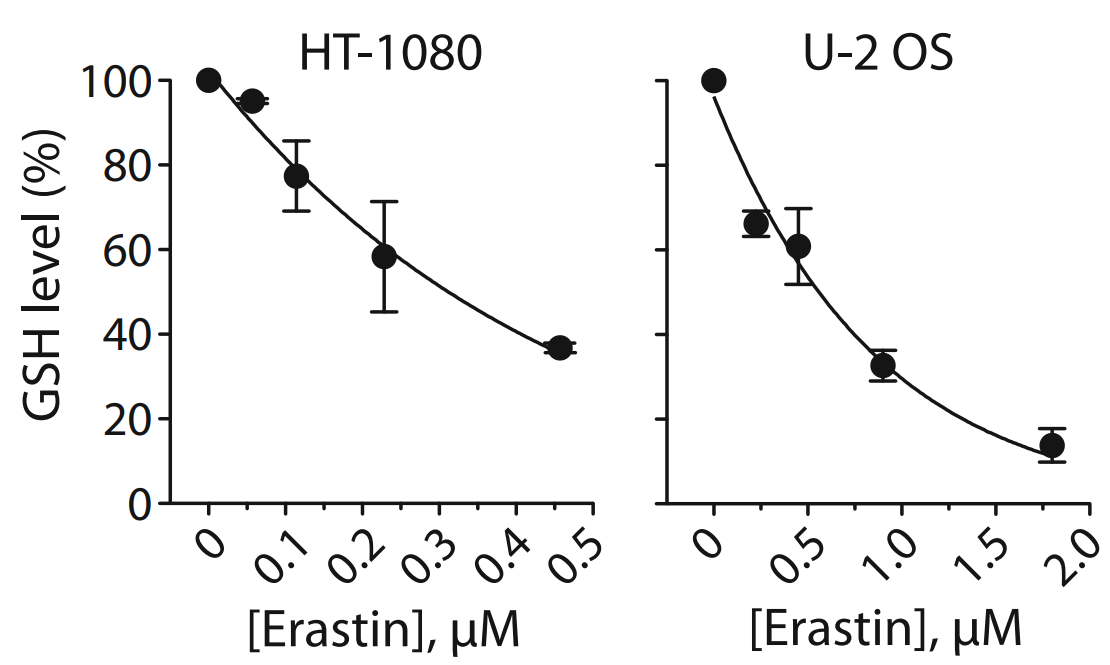 HT-1080
U-2 OS
GSH level (%)
100
80
60
40
20
0
0 0.1 0.2 0.3 0.4 0.5
0 0.5 1.0 1.5 2.0
[Erastin], μM
[Erastin], μM